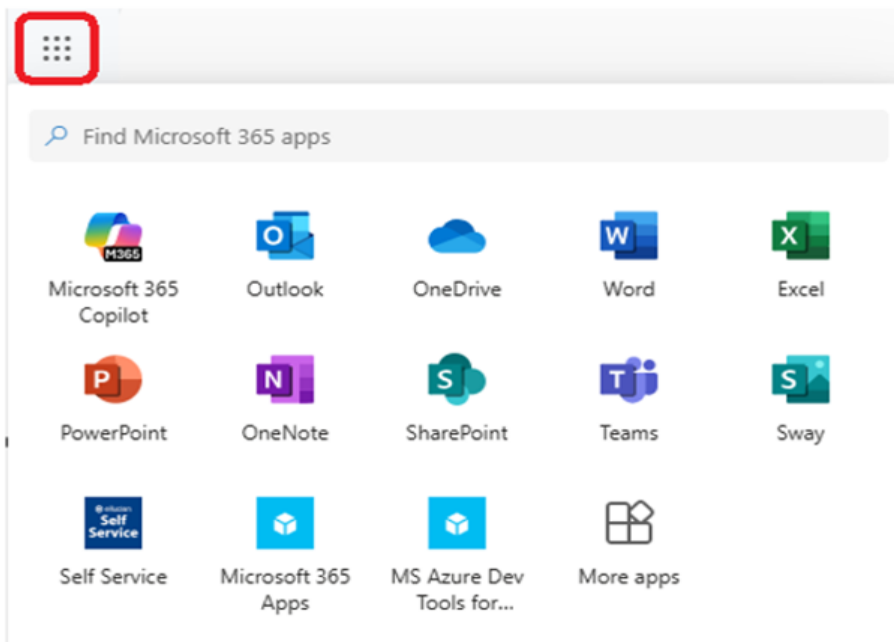 Find Microsoft 365 apps
M365
O
W
X
Microsoft 365
Copilot
Outlook
OneDrive
Word
Excel
P
N
S
T
S
PowerPoint
OneNote
SharePoint
Teams
Sway
ellucian
Self
Service
Self Service
Microsoft 365
Apps
MS Azure Dev
Tools for...
More apps